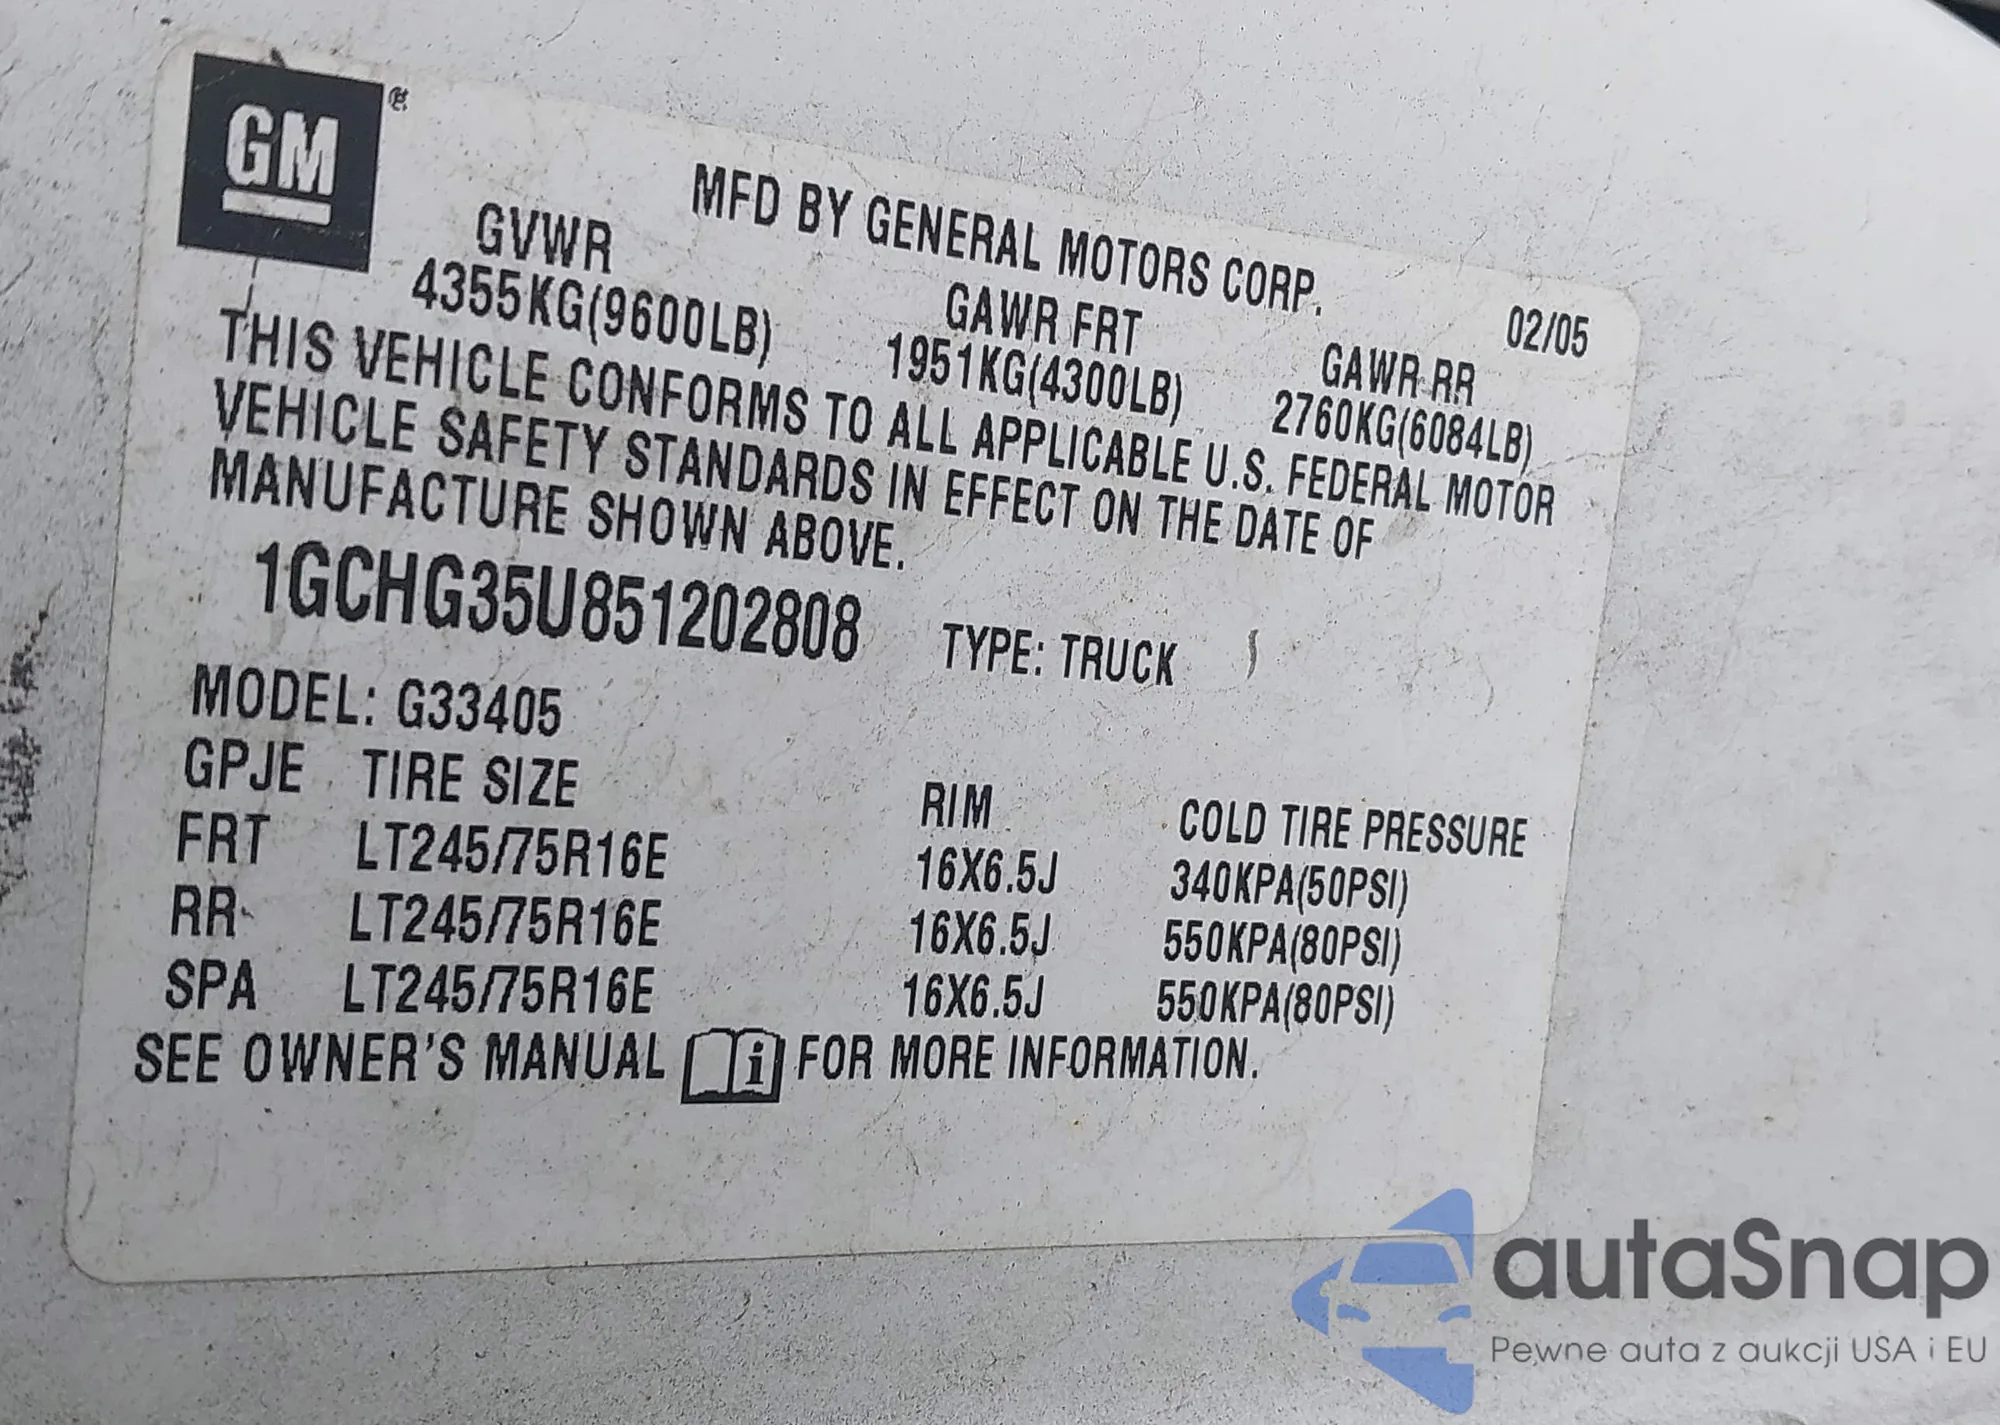 GM
MFD BY GENERAL MOTORS CORP.
02/05
GVWR GAWR FRT GAWR RR
4355KG(9600LB) 1951KG(4300LB) 2760KG(6084LB)
THIS VEHICLE CONFORMS TO ALL APPLICABLE U.S. FEDERAL MOTOR
VEHICLE SAFETY STANDARDS IN EFFECT ON THE DATE OF
MANUFACTURE SHOWN ABOVE.
1GCHG35U851202808 TYPE: TRUCK
MODEL: G33405
GPJE TIRE SIZE RIM COLD TIRE PRESSURE
FRT LT245/75R16E 16X6.5J 340KPA(50PSI)
RR LT245/75R16E 16X6.5J 550KPA(80PSI)
SPA LT245/75R16E 16X6.5J 550KPA(80PSI)
SEE OWNER'S MANUAL i FOR MORE INFORMATION.
autaSnap
Pewne auta z aukcji USA i EU